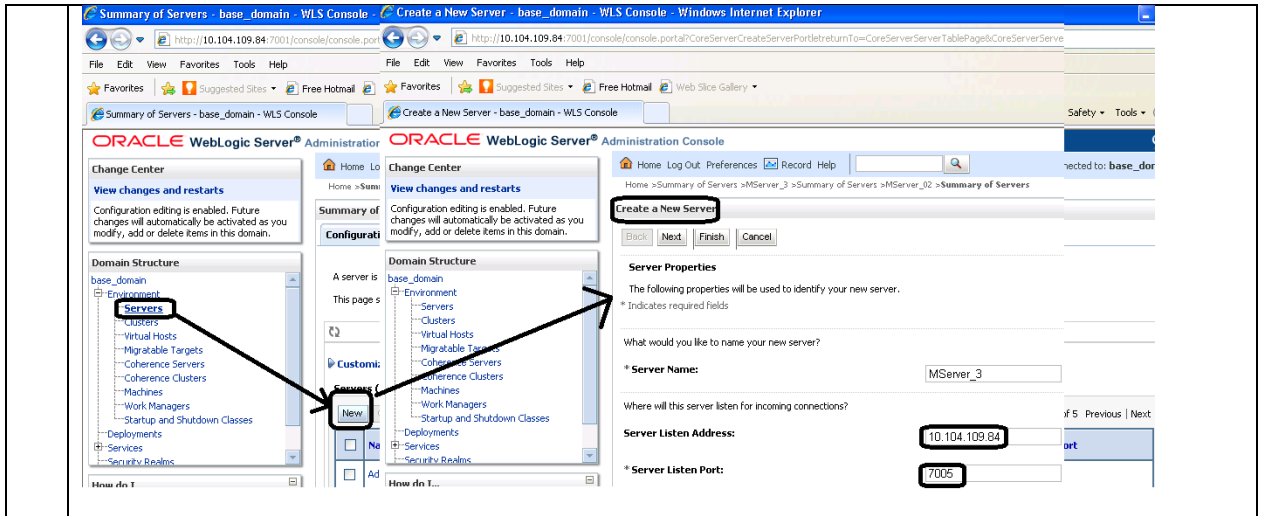 Summary of Servers - base_domain - WLS Console -
http://10.104.109.84:7001/console/console.port
File Edit View Favorites Tools Help
Favorites Suggested Sites Free Hotmail
Summary of Servers - base_domain - WLS Console
ORACLE WebLogic Server® Administration
Change Center
View changes and restarts
Configuration editing is enabled. Future
changes will automatically be activated as you
modify, add or delete items in this domain.
Domain Structure
base_domain
Environment
Servers
Clusters
Virtual Hosts
Migratable Targets
Coherence Servers
Coherence Clusters
Machines
Work Managers
Startup and Shutdown Classes
Deployments
Services
Security Realms
How do I...
Home Lo
Home >Summ
Summary of
Configurati
A server is
This page s
Customiz
Servers (
New
Na
Ad
Create a New Server - base_domain - WLS Console - Windows Internet Explorer
http://10.104.109.84:7001/console/console.portal?CoreServerCreateServerPortletreturnTo=CoreServerServerTablePage&CoreServerServe
File Edit View Favorites Tools Help
Favorites Suggested Sites Free Hotmail Web Slice Gallery
Create a New Server - base_domain - WLS Console
ORACLE WebLogic Server® Administration Console
Change Center
View changes and restarts
Configuration editing is enabled. Future
changes will automatically be activated as you
modify, add or delete items in this domain.
Domain Structure
base_domain
Environment
Servers
Clusters
Virtual Hosts
Migratable Targets
Coherence Servers
Coherence Clusters
Machines
Work Managers
Startup and Shutdown Classes
Deployments
Services
Security Realms
How do I...
Home Log Out Preferences Record Help
Home >Summary of Servers >MServer_3 >Summary of Servers >MServer_02 >Summary of Servers
Create a New Server
Back Next Finish Cancel
Server Properties
The following properties will be used to identify your new server.
* Indicates required fields
What would you like to name your new server?
* Server Name: MServer_3
Where will this server listen for incoming connections?
Server Listen Address: 10.104.109.84
* Server Listen Port: 7005
Safety Tools
nected to: base_dor
of 5 Previous | Next
ort